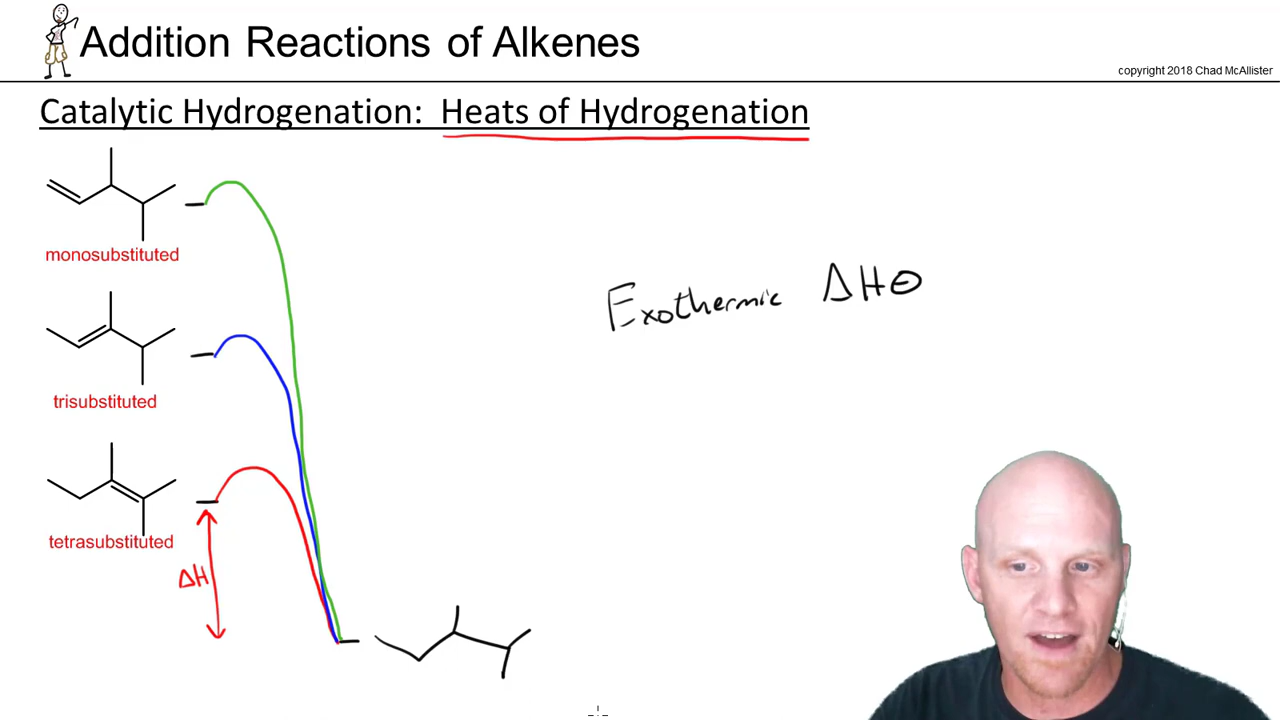 Addition Reactions of Alkenes
copyright 2018 Chad McAllister
Catalytic Hydrogenation: Heats of Hydrogenation
monosubstituted
Exothermic ΔH⊖
trisubstituted
tetrasubstituted
ΔH